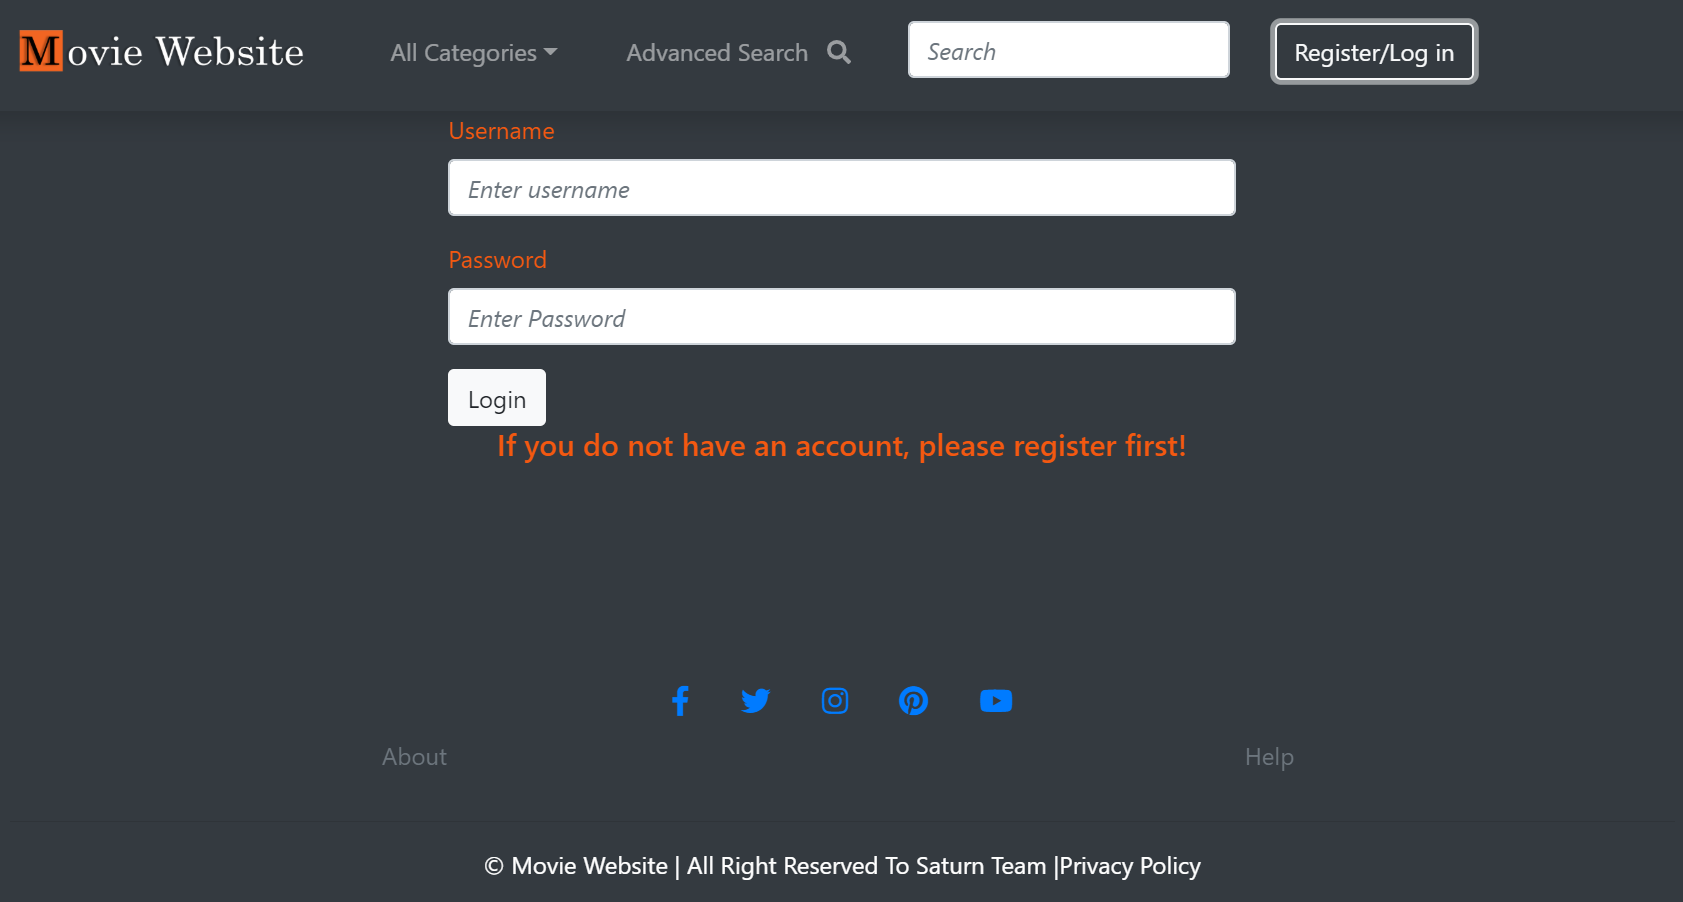 Movie Website
All Categories
Advanced Search
Search
Register/Log in
Username
Enter username
Password
Enter Password
Login
If you do not have an account, please register first!
About
Help
© Movie Website | All Right Reserved To Saturn Team |Privacy Policy